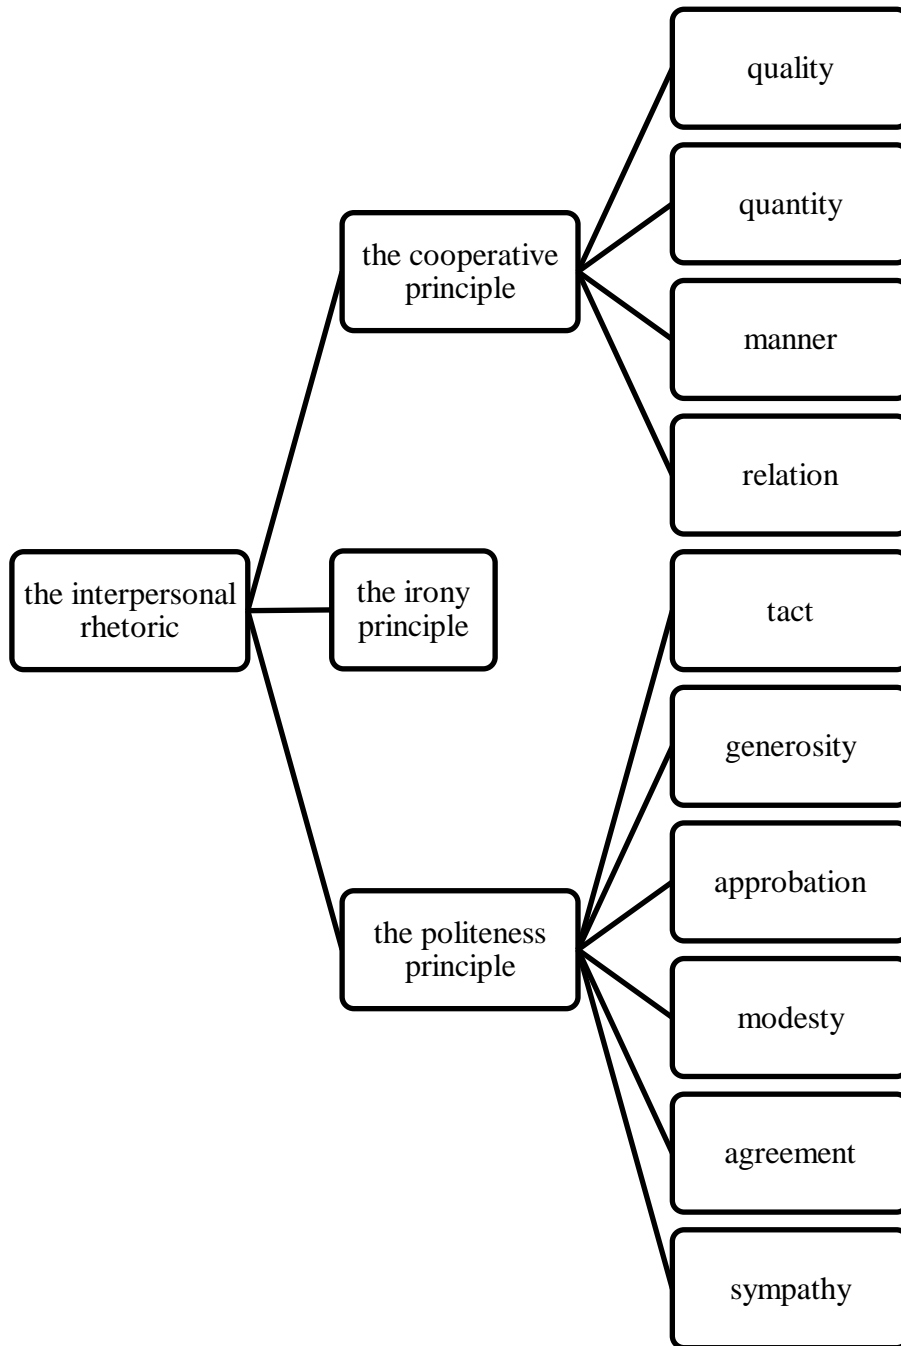 quality
quantity
the cooperative
principle
manner
relation
the interpersonal
rhetoric
the irony
principle
tact
generosity
approbation
the politeness
principle
modesty
agreement
sympathy